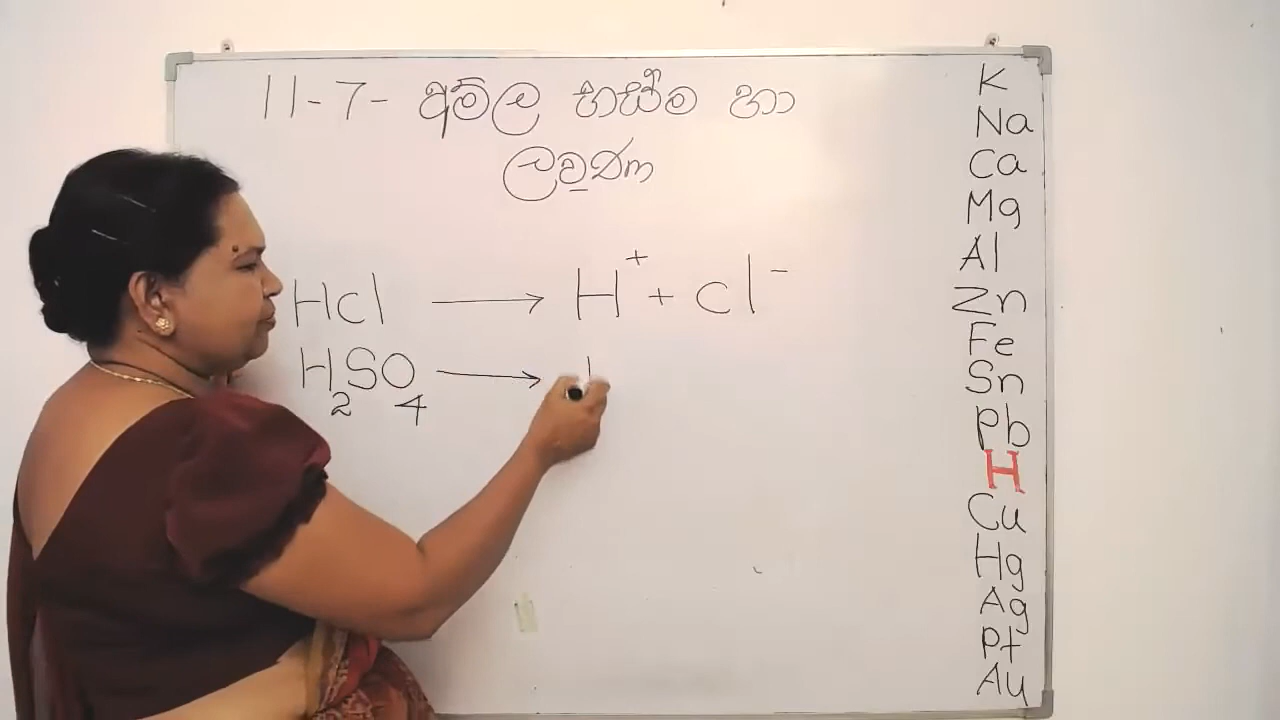 11-7- අම්ල භස්ම හා
ලවණ
Hcl → H⁺ + cl⁻
H₂SO₄ →
K
Na
Ca
Mg
Al
Zn
Fe
Sn
Pb
H
Cu
Hg
Ag
Pt
Au